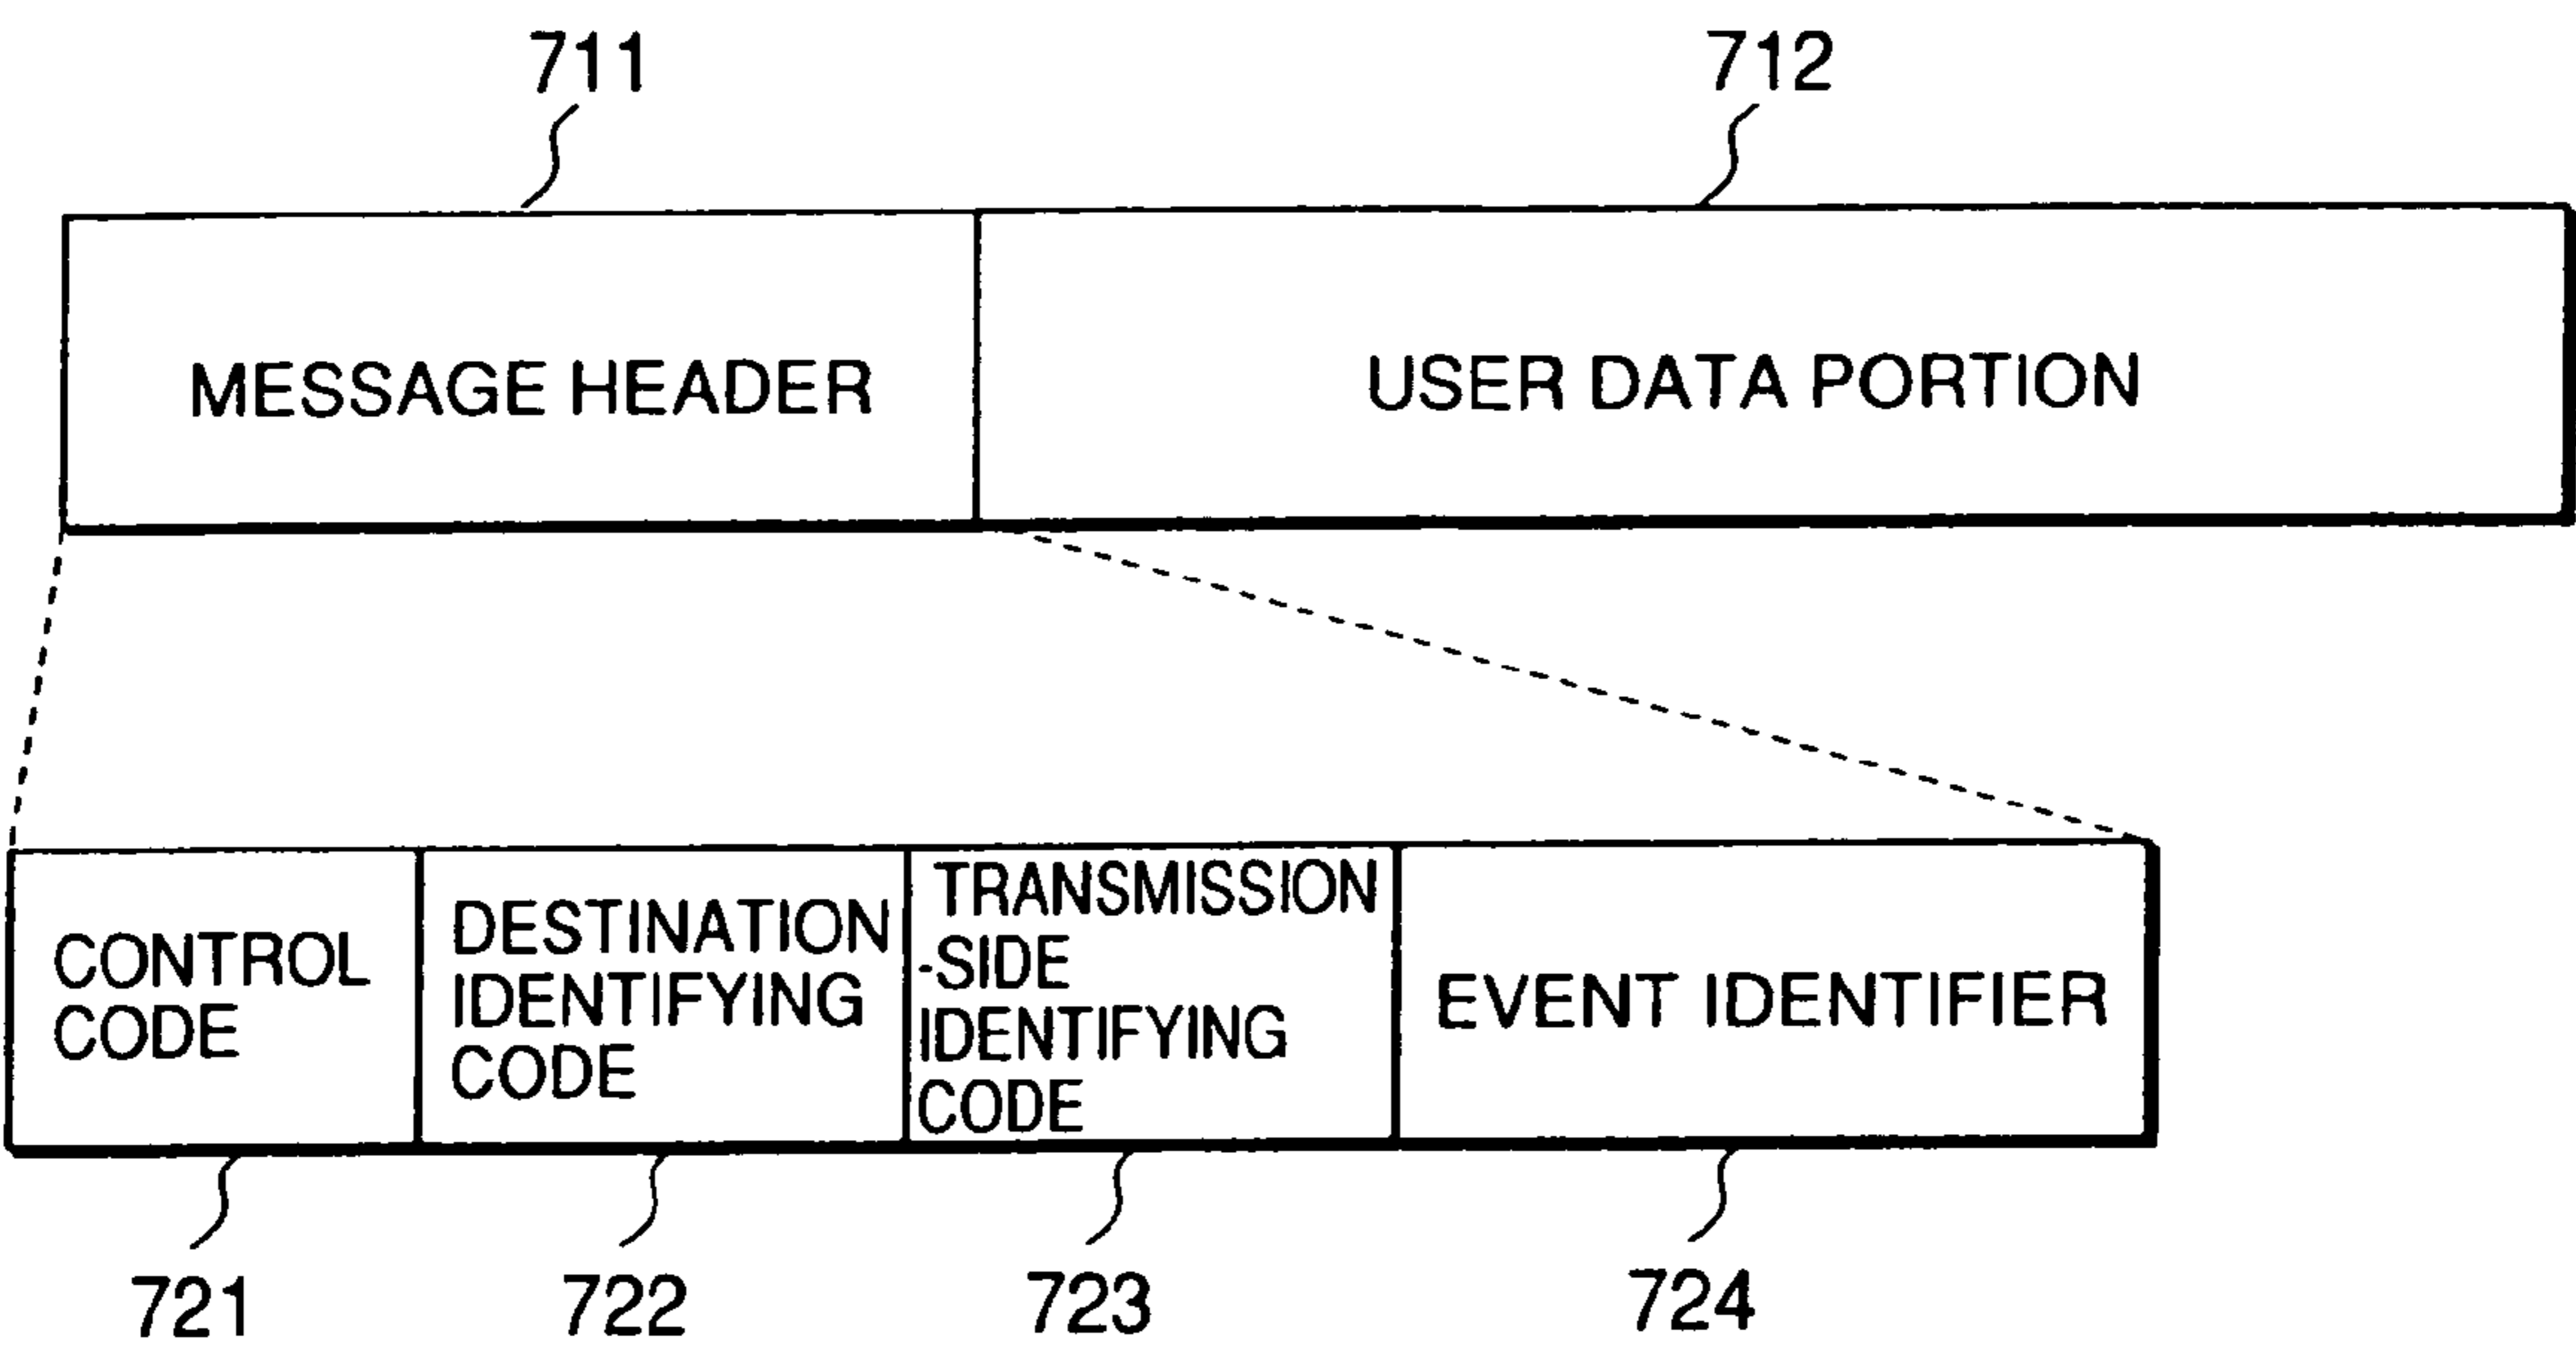 711
712
MESSAGE HEADER
USER DATA PORTION
CONTROL
CODE
DESTINATION
IDENTIFYING
CODE
TRANSMISSION
-SIDE
IDENTIFYING
CODE
EVENT IDENTIFIER
721
722
723
724